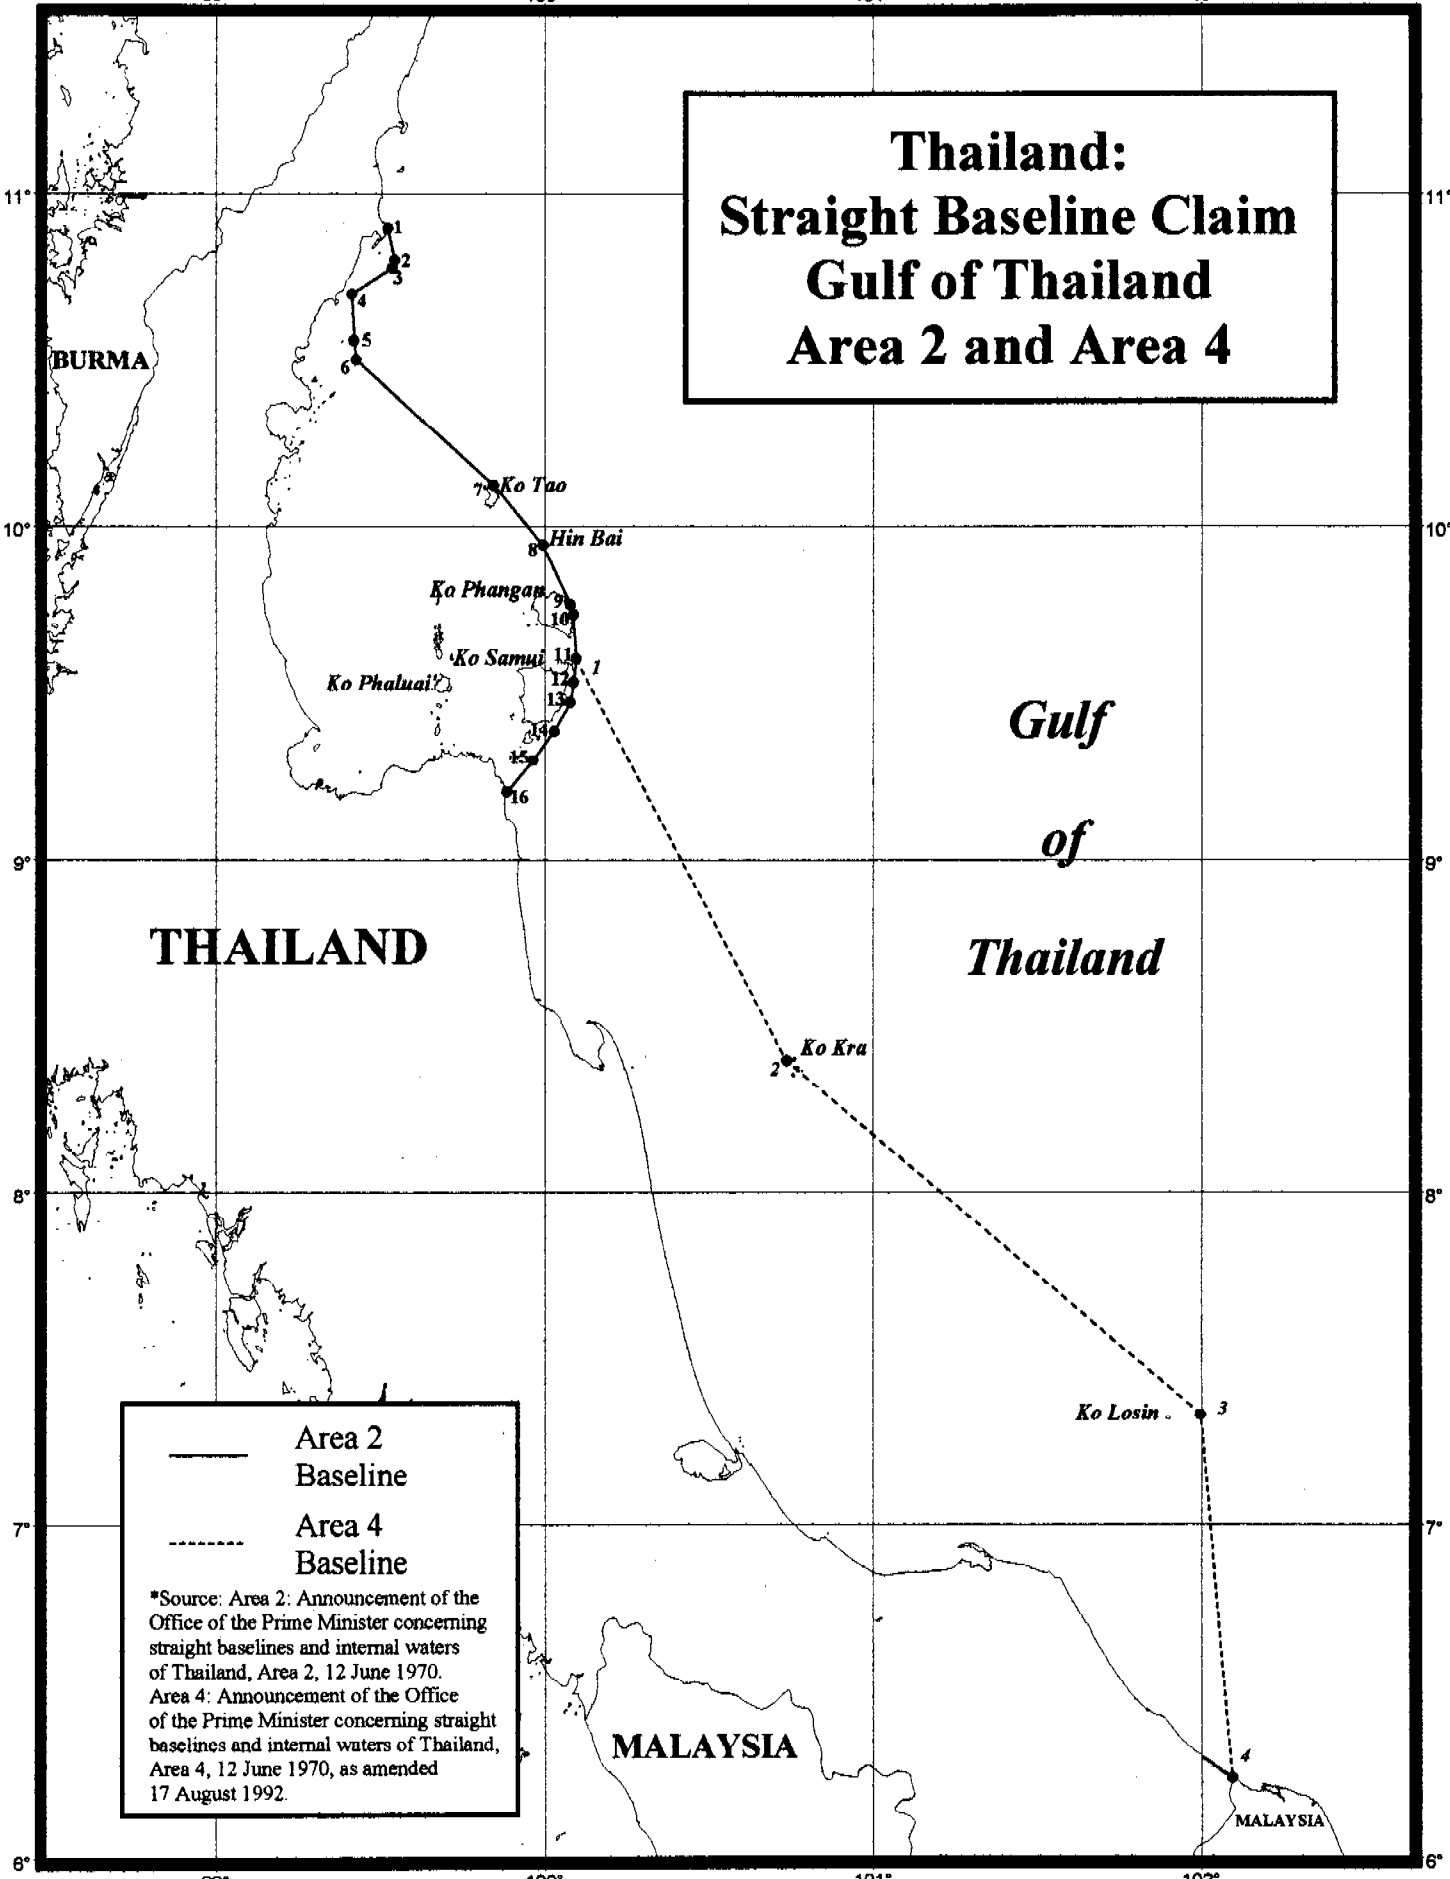 Thailand:
Straight Baseline Claim
Gulf of Thailand
Area 2 and Area 4
11°
11°
1
2
3
4
5
6
BURMA
7
Ko Tao
10°
10°
8
Hin Bai
Ko Phangan
9
10
Ko Samui
11
1
Ko Phaluai
12
13
14
15
16
Gulf
of
Thailand
9°
9°
THAILAND
Ko Kra
2
8°
8°
Ko Losin
3
Area 2
Baseline
Area 4
Baseline
7°
7°
*Source: Area 2: Announcement of the
Office of the Prime Minister concerning
straight baselines and internal waters
of Thailand, Area 2, 12 June 1970.
Area 4: Announcement of the Office
of the Prime Minister concerning straight
baselines and internal waters of Thailand,
Area 4, 12 June 1970, as amended
17 August 1992.
MALAYSIA
4
MALAYSIA
6°
6°